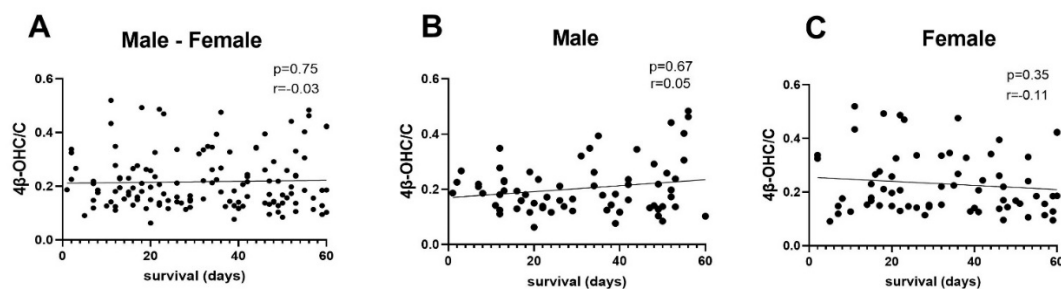 A
Male - Female
p=0.75
r=-0.03
4β-OHC/C
0.6
0.4
0.2
0.0
0 20 40 60
survival (days)
B
Male
p=0.67
r=0.05
4β-OHC/C
0.6
0.4
0.2
0.0
0 20 40 60
survival (days)
C
Female
p=0.35
r=-0.11
4β-OHC/C
0.6
0.4
0.2
0.0
0 20 40 60
survival (days)